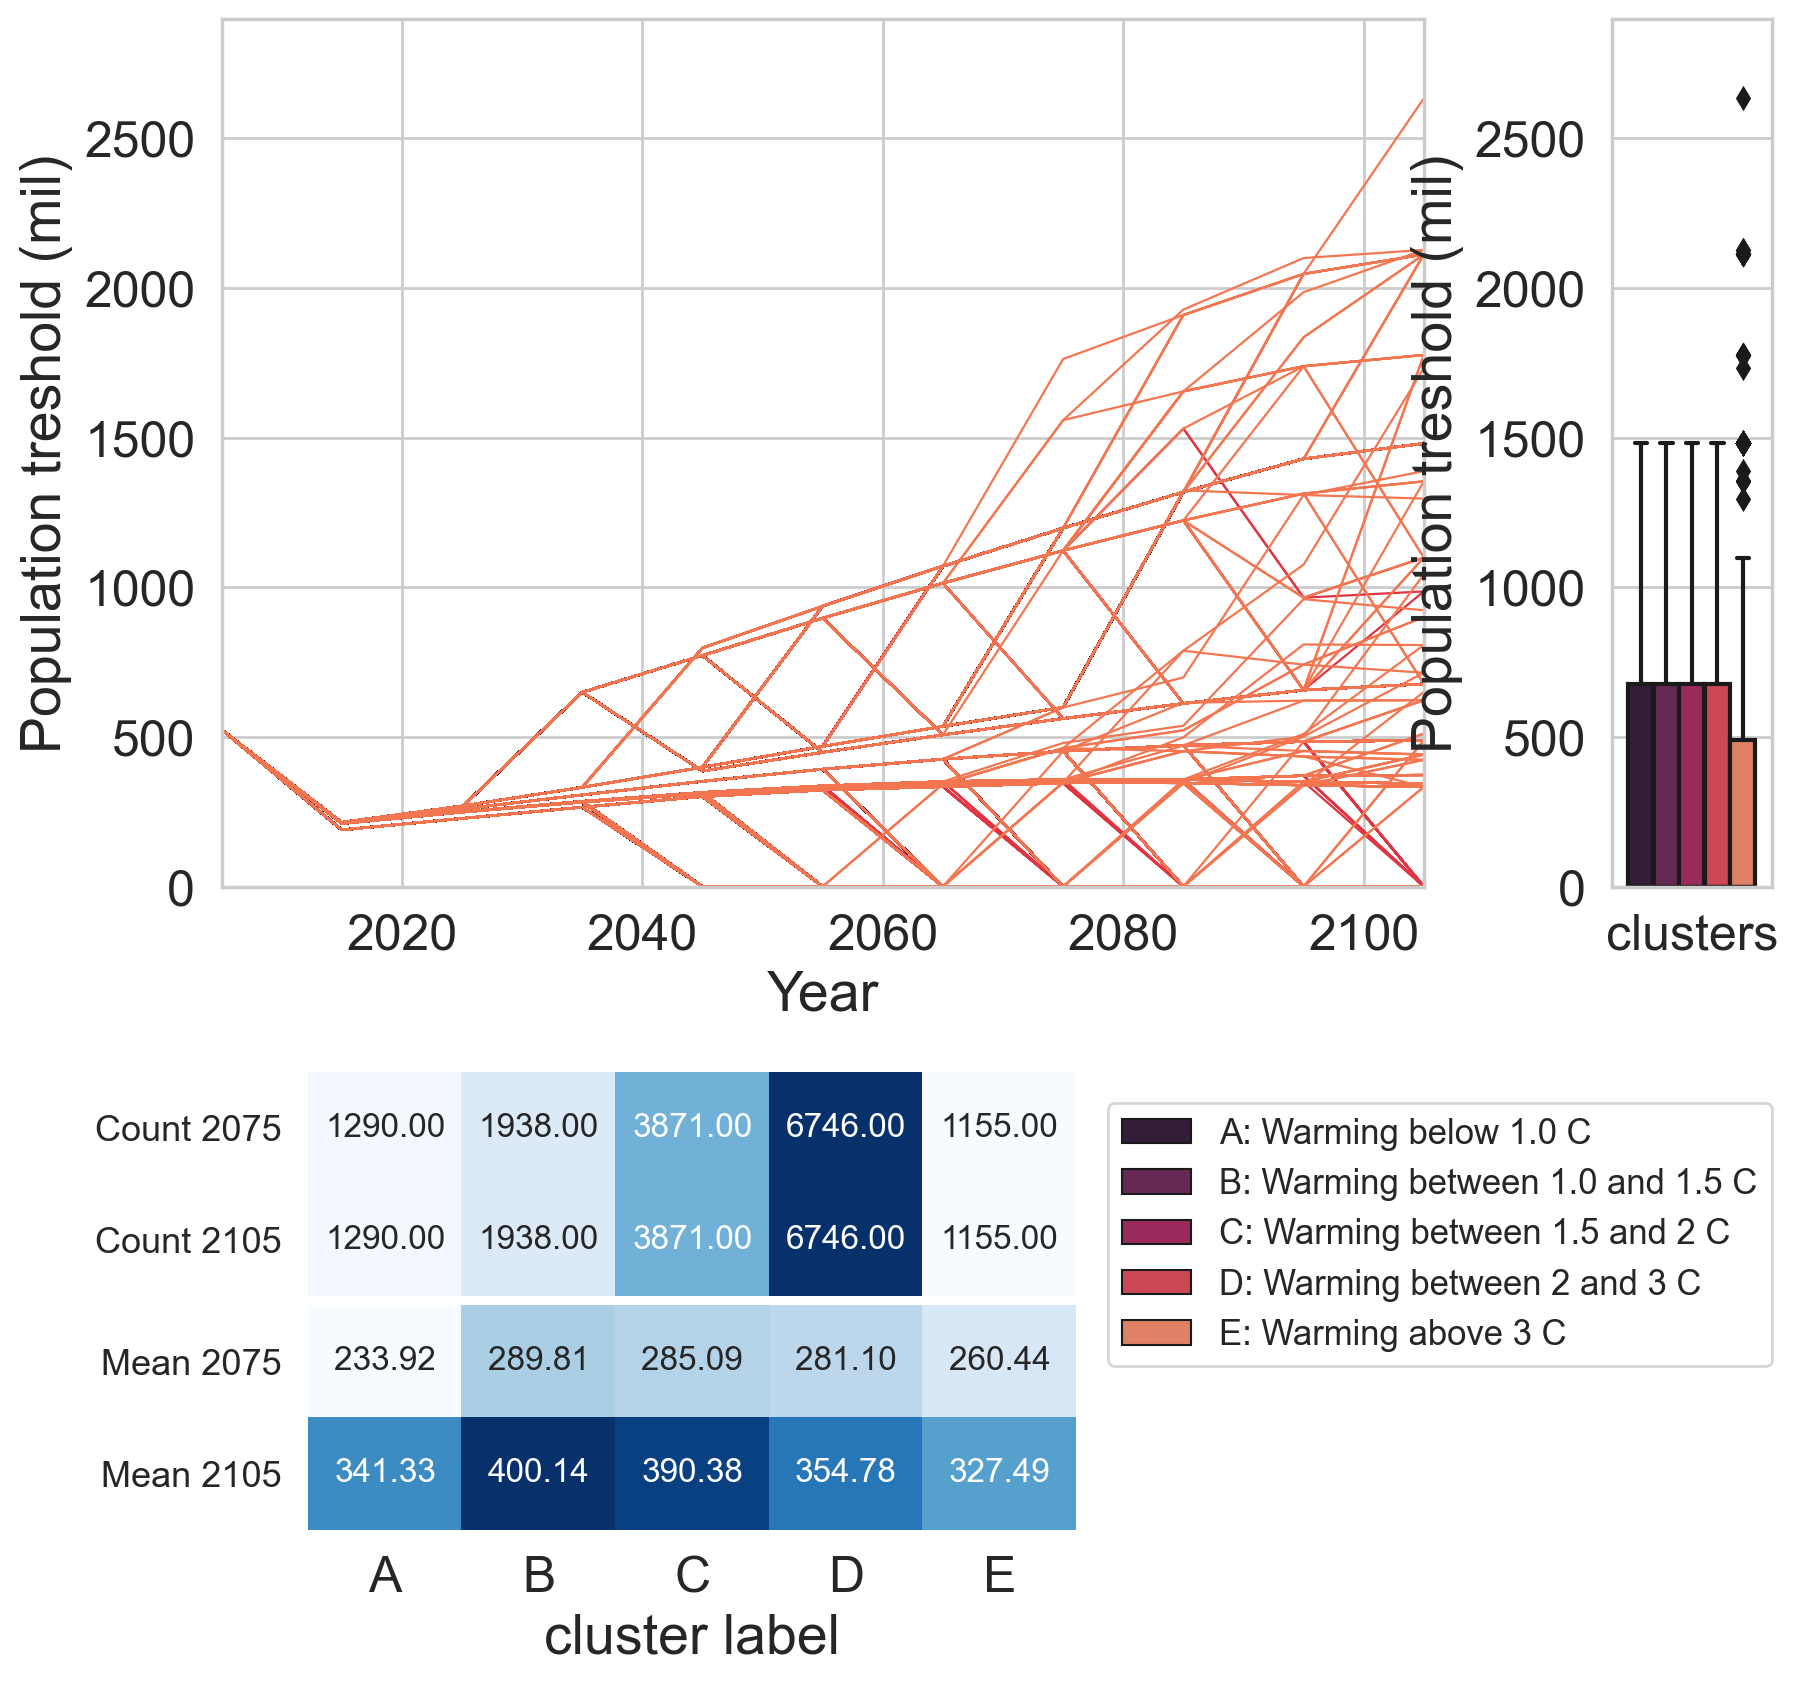 Population treshold (mil)
2500
2000
1500
1000
500
0
2020 2040 2060 2080 2100
Year
Population treshold (mil)
2500
2000
1500
1000
500
0
clusters
Count 2075 1290.00 1938.00 3871.00 6746.00 1155.00
Count 2105 1290.00 1938.00 3871.00 6746.00 1155.00
Mean 2075 233.92 289.81 285.09 281.10 260.44
Mean 2105 341.33 400.14 390.38 354.78 327.49
A B C D E
cluster label
A: Warming below 1.0 C
B: Warming between 1.0 and 1.5 C
C: Warming between 1.5 and 2 C
D: Warming between 2 and 3 C
E: Warming above 3 C